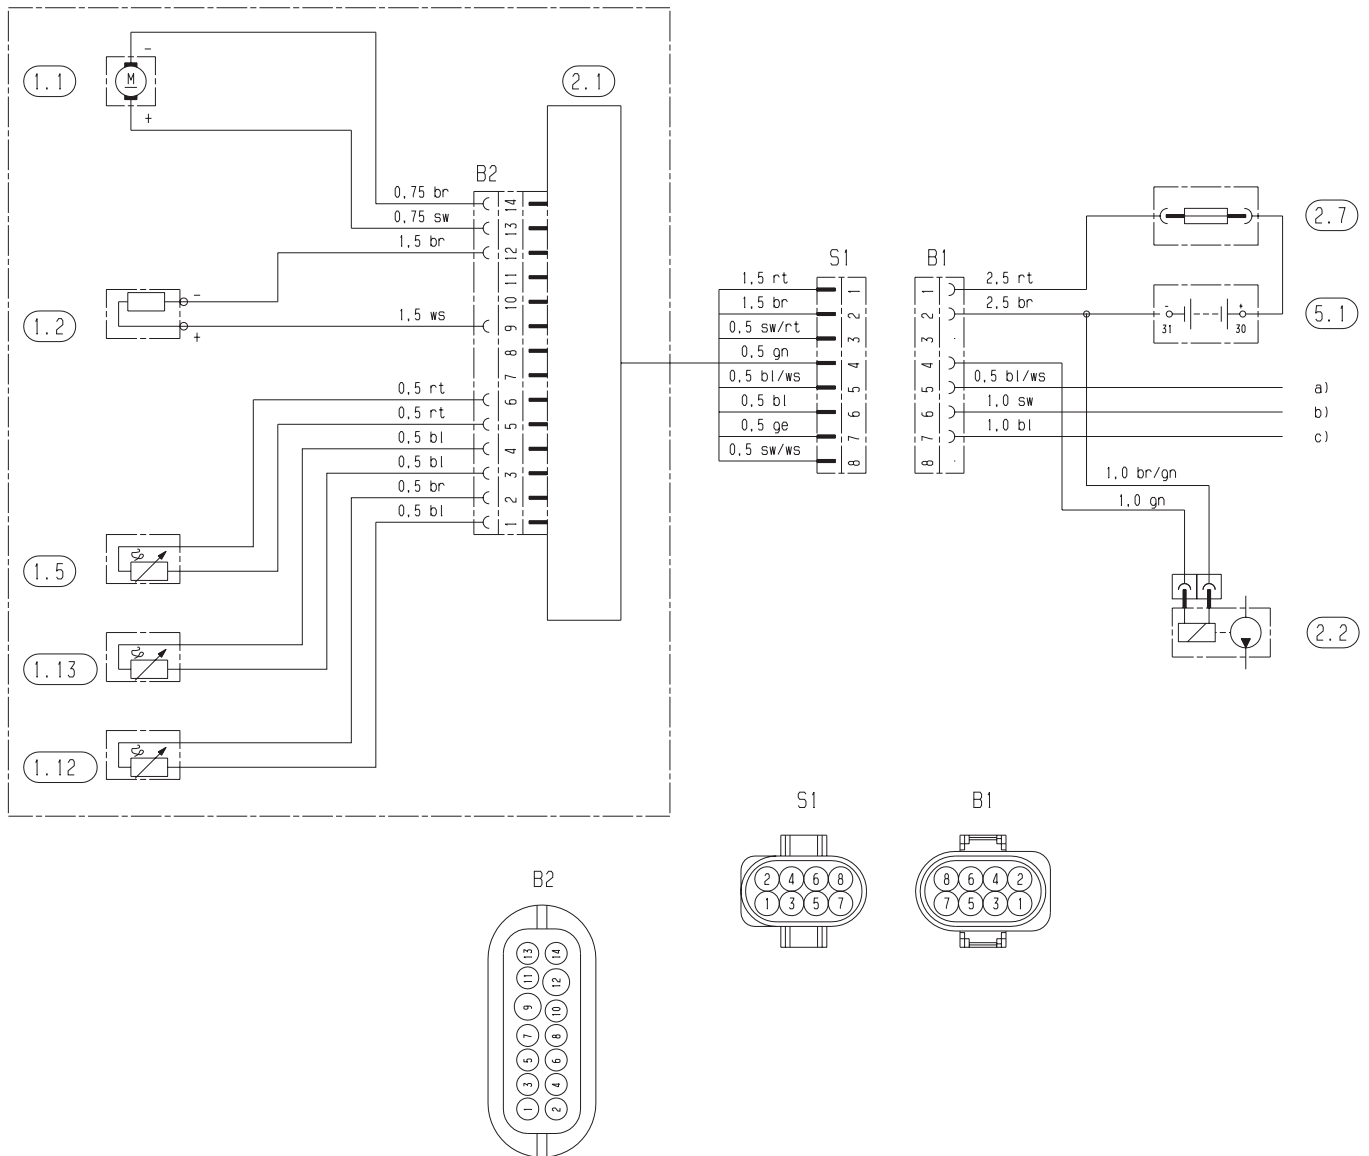 1.1
M
-
+
2.1
B2
0,75 br
0,75 sw
1,5 br
1,5 ws
0,5 rt
0,5 rt
0,5 bl
0,5 bl
0,5 br
0,5 bl
14
13
12
11
10
9
8
7
6
5
4
3
2
1
1.2
-
+
1.5
1.13
1.12
S1
1,5 rt
1,5 br
0,5 sw/rt
0,5 gn
0,5 bl/ws
0,5 bl
0,5 ge
0,5 sw/ws
1
2
3
4
5
6
7
8
B1
1
2
3
4
5
6
7
8
2,5 rt
2,5 br
0,5 bl/ws
1,0 sw
1,0 bl
1,0 br/gn
1,0 gn
2.7
- +
31 30
5.1
a)
b)
c)
2.2
S1
2 4 6 8
1 3 5 7
B1
8 6 4 2
7 5 3 1
B2
13 14
11 12
9 10
7 8
5 6
3 4
1 2